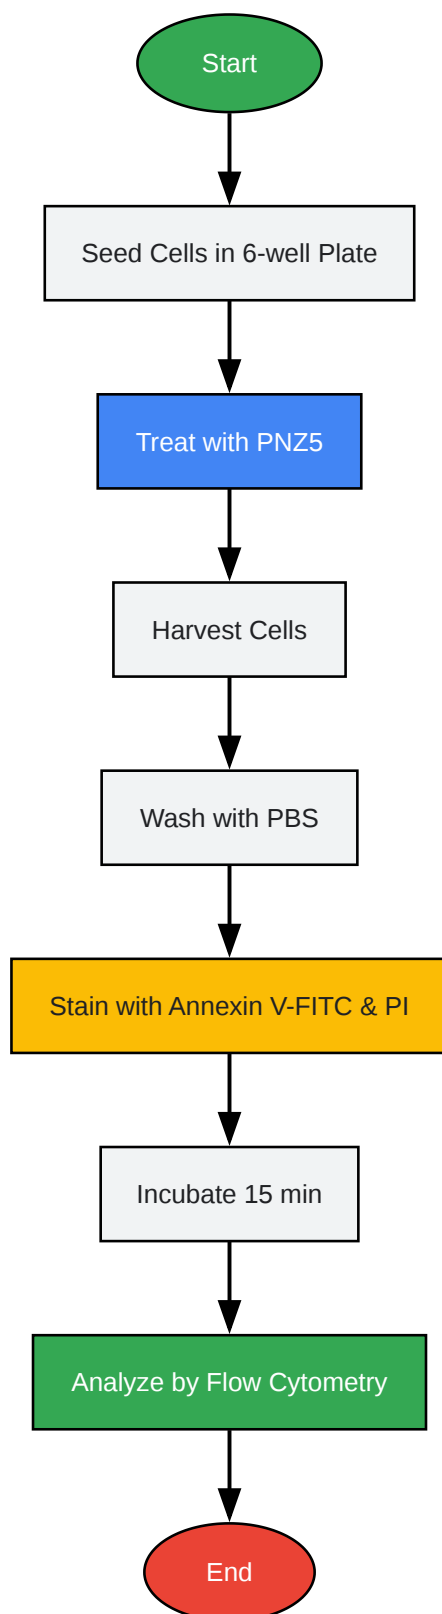 Start
Seed Cells in 6-well Plate
Treat with PNZ5
Harvest Cells
Wash with PBS
Stain with Annexin V-FITC & PI
Incubate 15 min
Analyze by Flow Cytometry
End